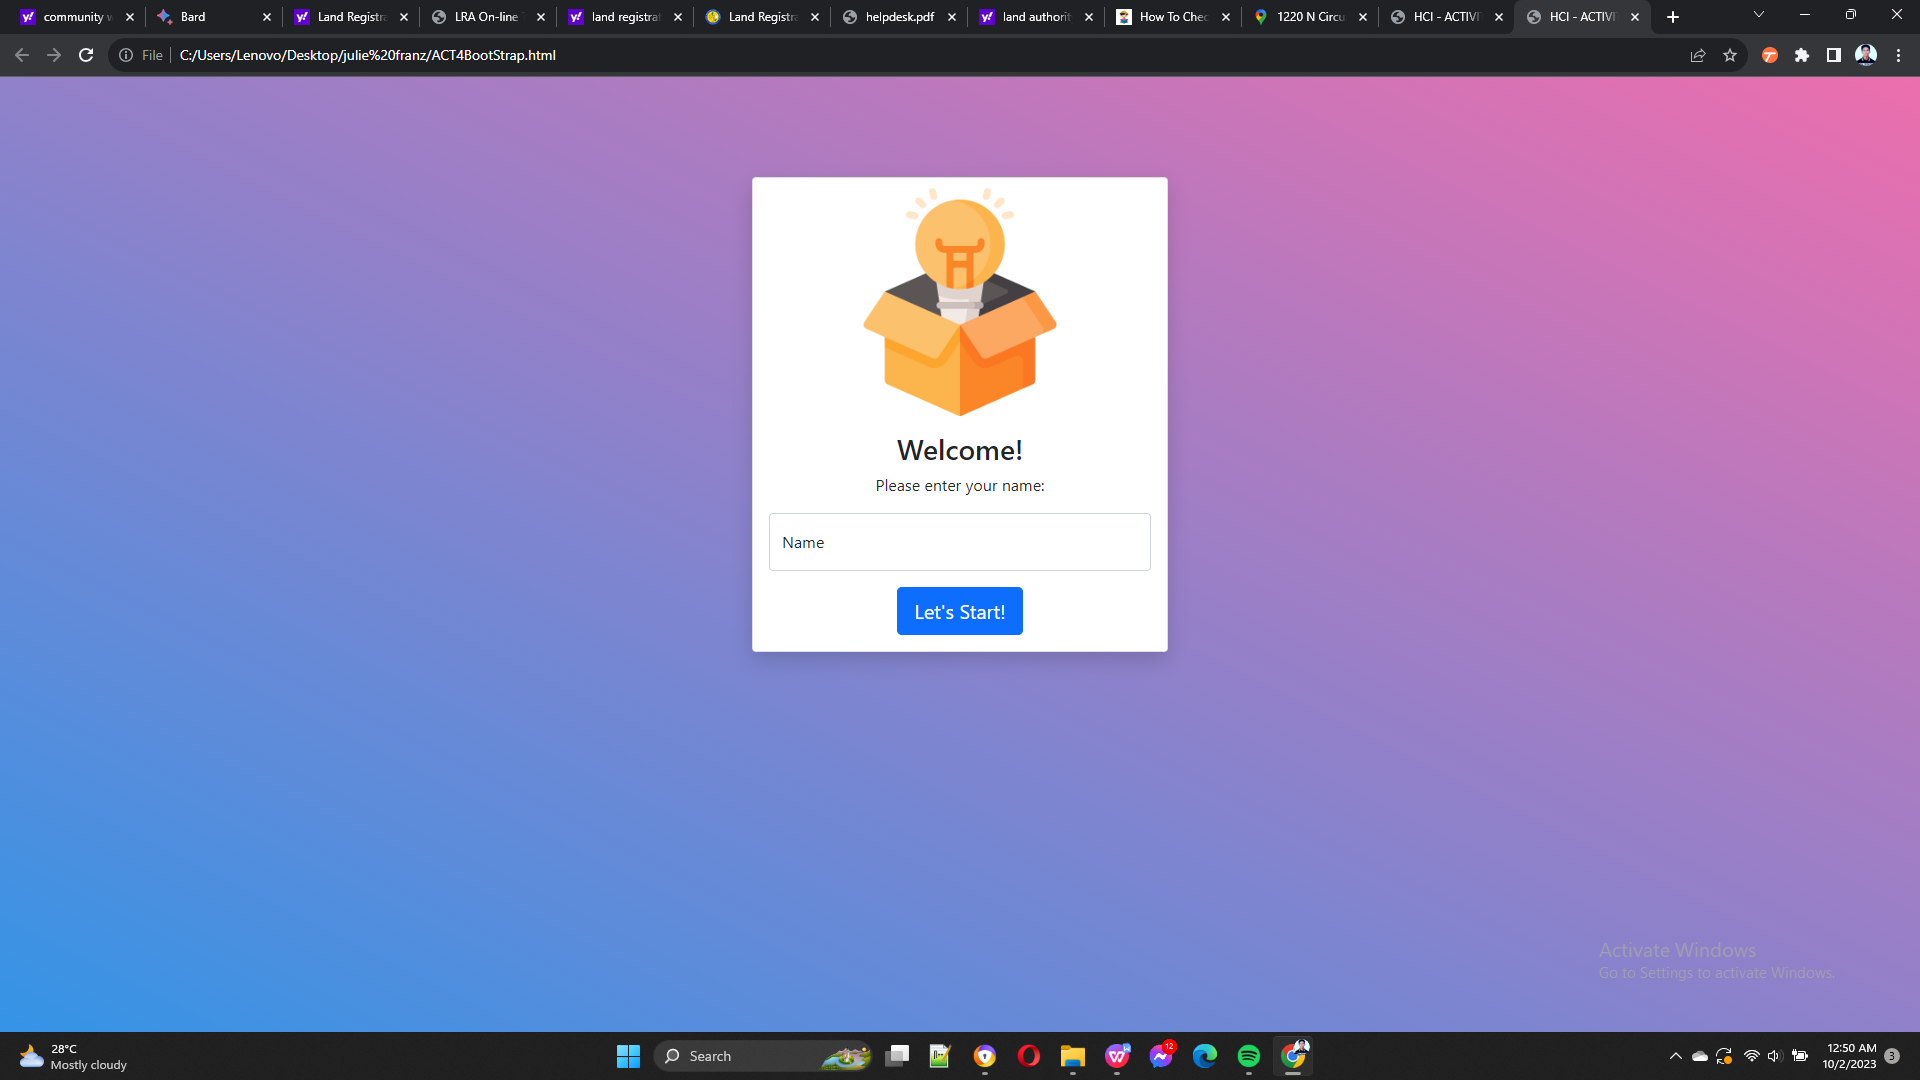 community w
Bard
Land Registra
LRA On-line
land registrat
Land Registra
helpdesk.pdf
land authorit
How To Chec
1220 N Circu
HCI - ACTIVI
HCI - ACTIVI
File
C:/Users/Lenovo/Desktop/julie%20franz/ACT4BootStrap.html
Welcome!
Please enter your name:
Name
Let's Start!
Activate Windows
Go to Settings to activate Windows.
28°C
Mostly cloudy
Search
12
12:50 AM
10/2/2023
3